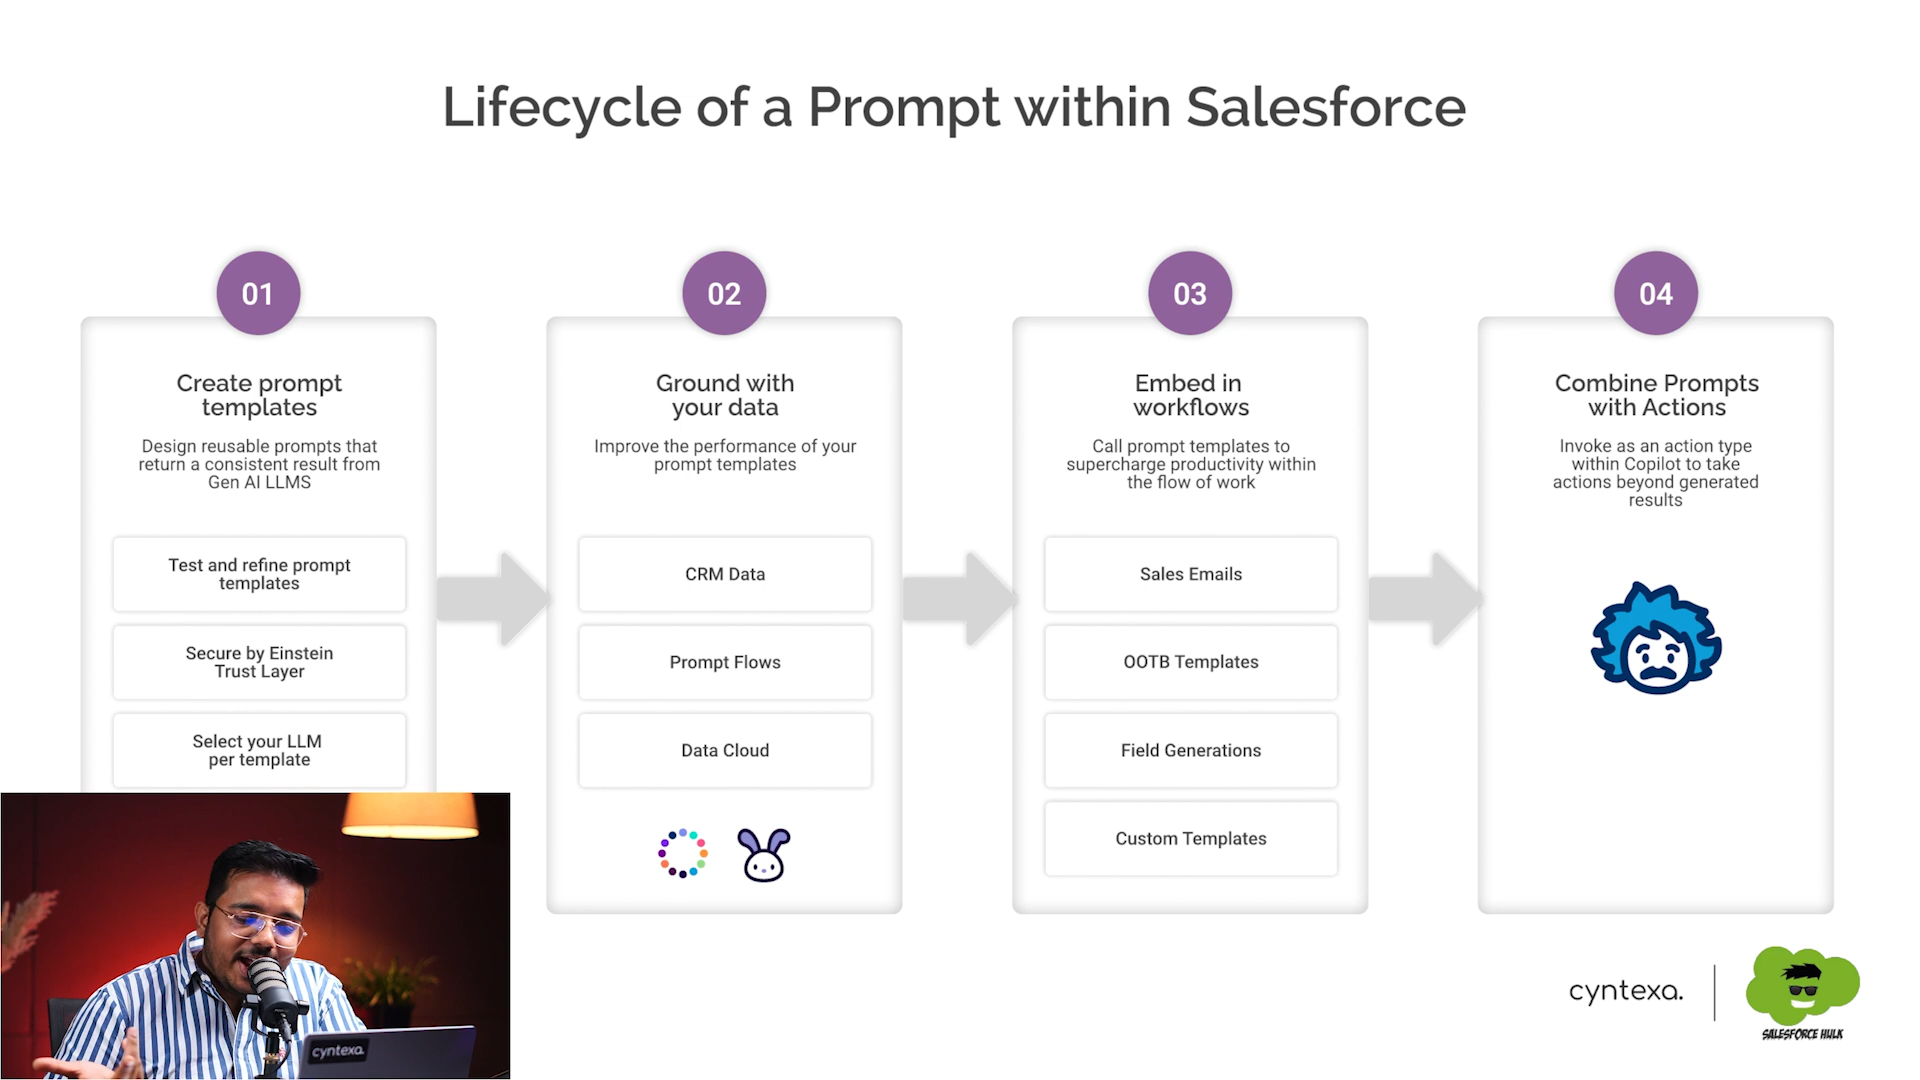 Lifecycle of a Prompt within Salesforce
01
Create prompt
templates
Design reusable prompts that
return a consistent result from
Gen AI LLMS
Test and refine prompt
templates
Secure by Einstein
Trust Layer
Select your LLM
per template
02
Ground with
your data
Improve the performance of your
prompt templates
CRM Data
Prompt Flows
Data Cloud
03
Embed in
workflows
Call prompt templates to
supercharge productivity within
the flow of work
Sales Emails
OOTB Templates
Field Generations
Custom Templates
04
Combine Prompts
with Actions
Invoke as an action type
within Copilot to take
actions beyond generated
results
cyntexa.
cyntexa.
SALESFORCE HULK